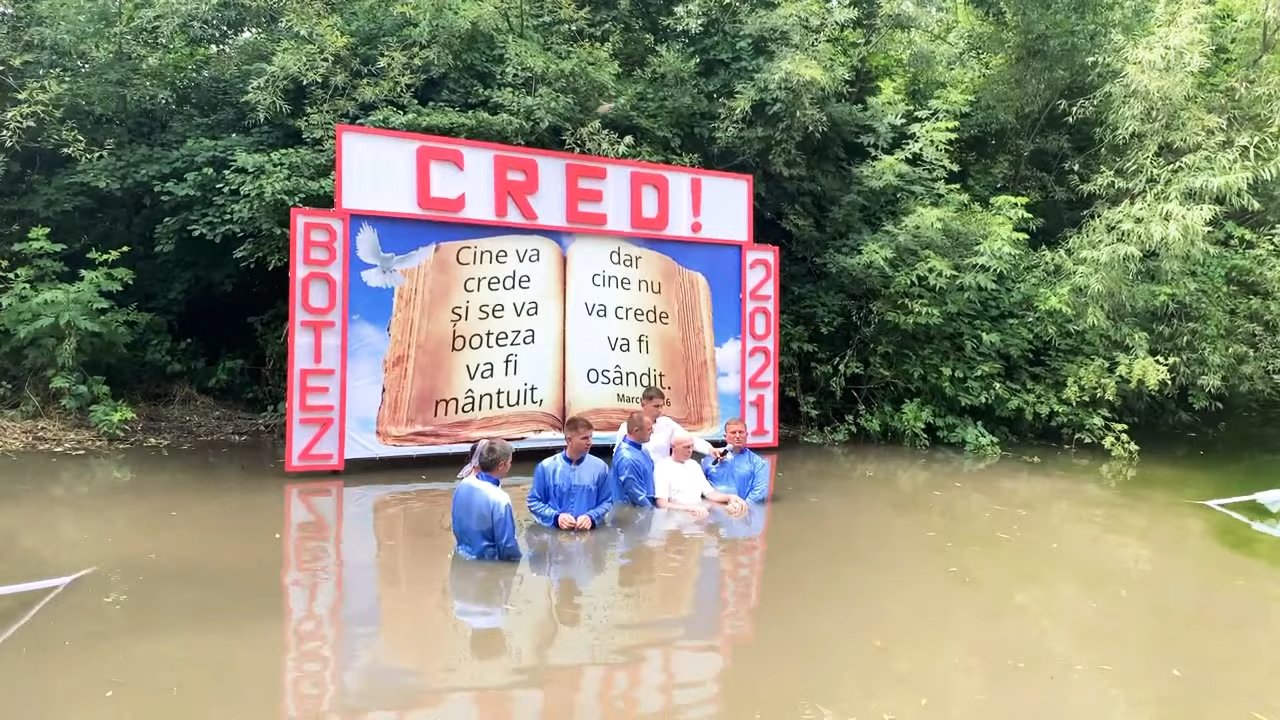 CRED!
BOTEZ
Cine va
crede
și se va
boteza
va fi
mântuit,
dar
cine nu
va crede
va fi
osândit.
2021